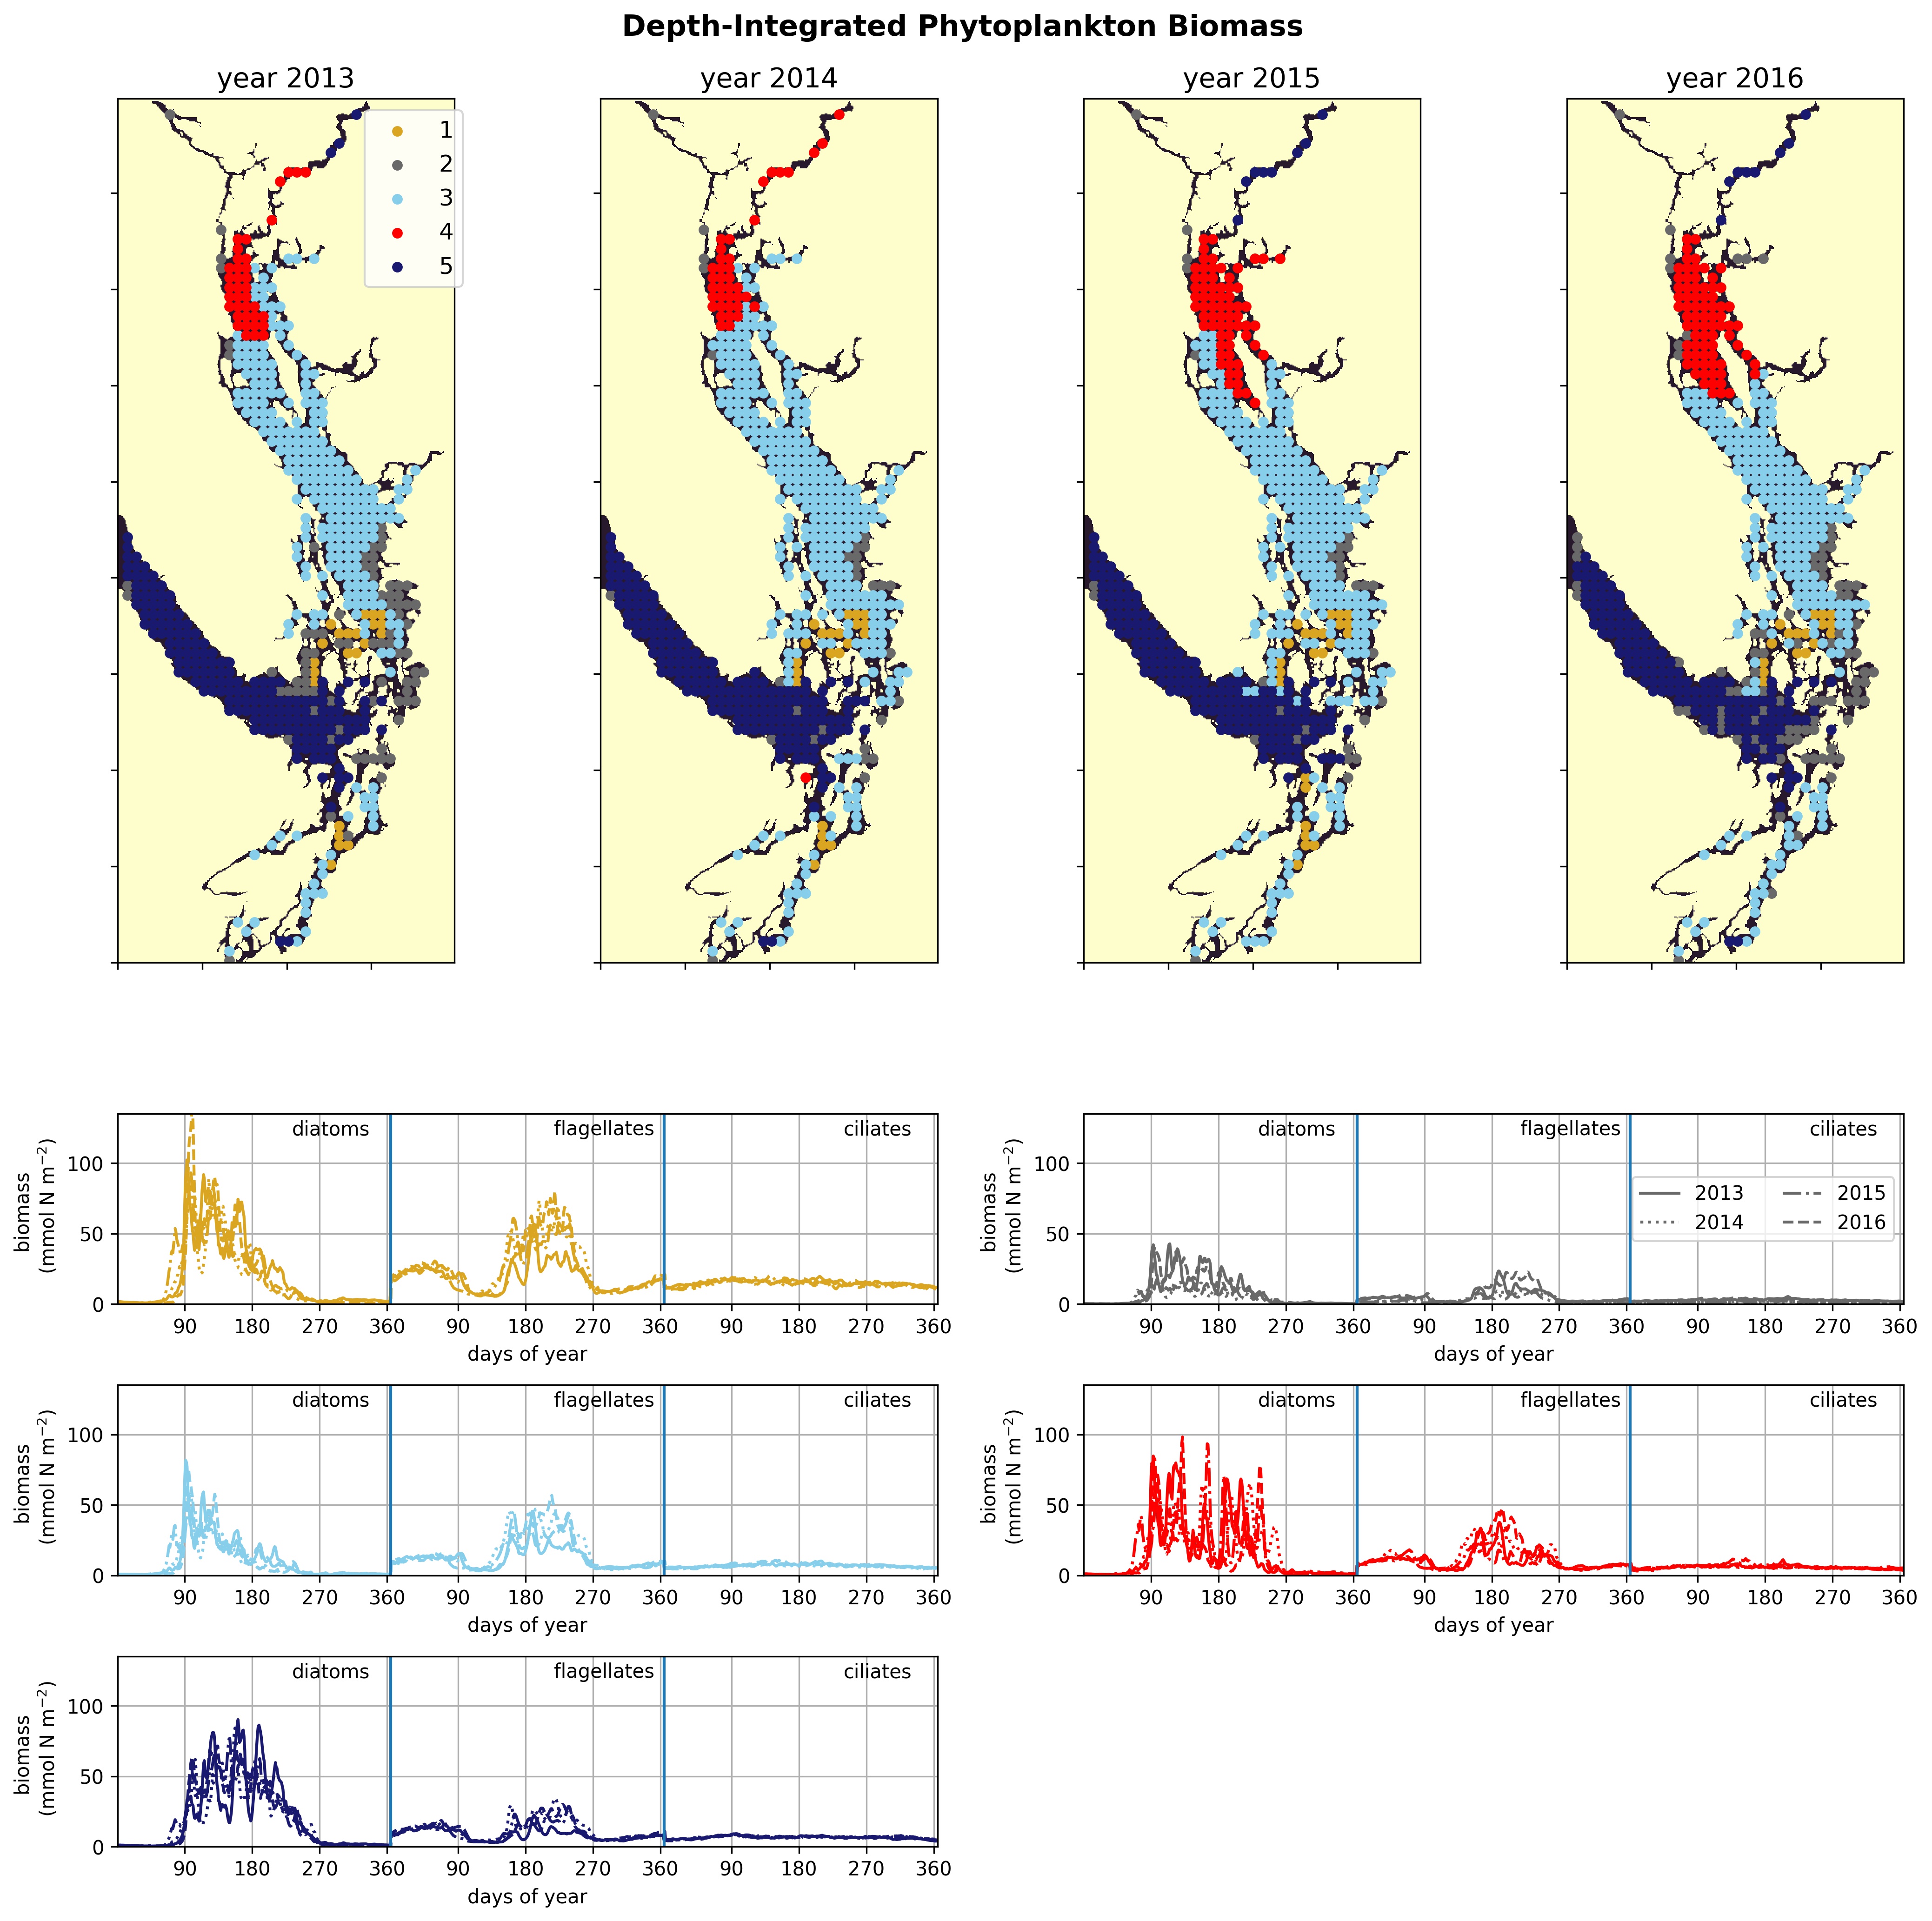 Depth-Integrated Phytoplankton Biomass
year 2013
year 2014
year 2015
year 2016
1
2
3
4
5
diatoms
flagellates
ciliates
100
50
0
biomass
(mmol N m⁻²)
90 180 270 360 90 180 270 360 90 180 270 360
days of year
diatoms
flagellates
ciliates
100
50
0
biomass
(mmol N m⁻²)
2013 2015
2014 2016
90 180 270 360 90 180 270 360 90 180 270 360
days of year
diatoms
flagellates
ciliates
100
50
0
biomass
(mmol N m⁻²)
90 180 270 360 90 180 270 360 90 180 270 360
days of year
diatoms
flagellates
ciliates
100
50
0
biomass
(mmol N m⁻²)
90 180 270 360 90 180 270 360 90 180 270 360
days of year
diatoms
flagellates
ciliates
100
50
0
biomass
(mmol N m⁻²)
90 180 270 360 90 180 270 360 90 180 270 360
days of year